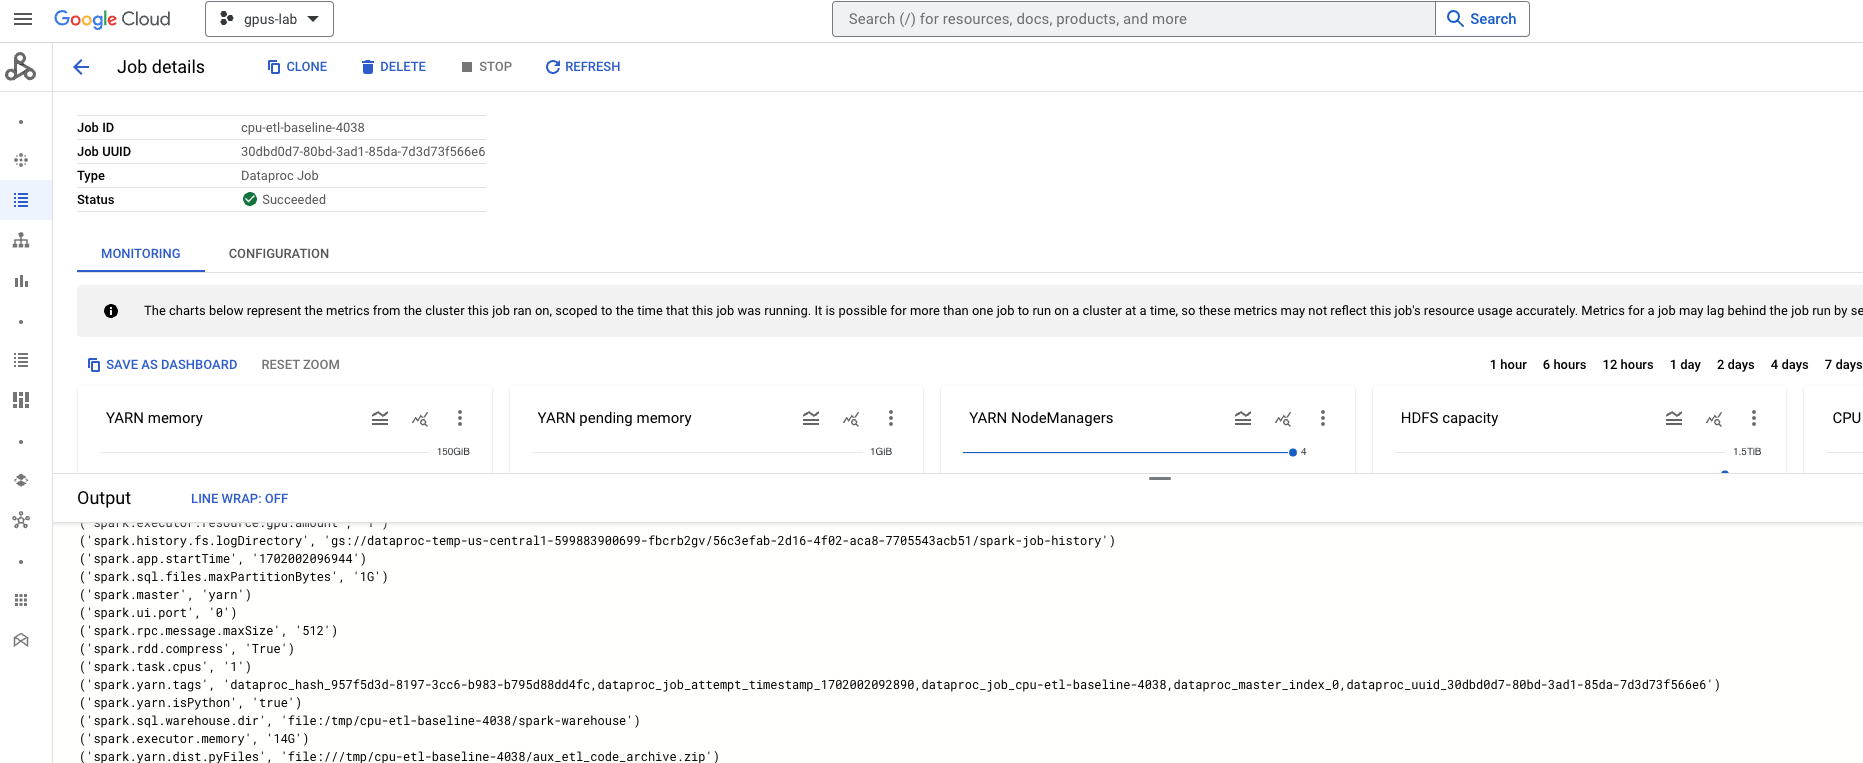 Google Cloud
gpus-lab
Search (/) for resources, docs, products, and more
Search
Job details
CLONE
DELETE
STOP
REFRESH
Job ID cpu-etl-baseline-4038
Job UUID 30dbd0d7-80bd-3ad1-85da-7d3d73f566e6
Type Dataproc Job
Status Succeeded
MONITORING
CONFIGURATION
The charts below represent the metrics from the cluster this job ran on, scoped to the time that this job was running. It is possible for more than one job to run on a cluster at a time, so these metrics may not reflect this job's resource usage accurately. Metrics for a job may lag behind the job run by se
SAVE AS DASHBOARD
RESET ZOOM
1 hour 6 hours 12 hours 1 day 2 days 4 days 7 days
YARN memory
150GiB
YARN pending memory
1GiB
YARN NodeManagers
4
HDFS capacity
1.5TiB
CPU
Output
LINE WRAP: OFF
('spark.executor.resource.gpu.amount', '1')
('spark.history.fs.logDirectory', 'gs://dataproc-temp-us-central1-599883900699-fbcrb2gv/56c3efab-2d16-4f02-aca8-7705543acb51/spark-job-history')
('spark.app.startTime', '1702002096944')
('spark.sql.files.maxPartitionBytes', '1G')
('spark.master', 'yarn')
('spark.ui.port', '0')
('spark.rpc.message.maxSize', '512')
('spark.rdd.compress', 'True')
('spark.task.cpus', '1')
('spark.yarn.tags', 'dataproc_hash_957f5d3d-8197-3cc6-b983-b795d88dd4fc,dataproc_job_attempt_timestamp_1702002092890,dataproc_job_cpu-etl-baseline-4038,dataproc_master_index_0,dataproc_uuid_30dbd0d7-80bd-3ad1-85da-7d3d73f566e6')
('spark.yarn.isPython', 'true')
('spark.sql.warehouse.dir', 'file:/tmp/cpu-etl-baseline-4038/spark-warehouse')
('spark.executor.memory', '14G')
('spark.yarn.dist.pyFiles', 'file:///tmp/cpu-etl-baseline-4038/aux_etl_code_archive.zip')